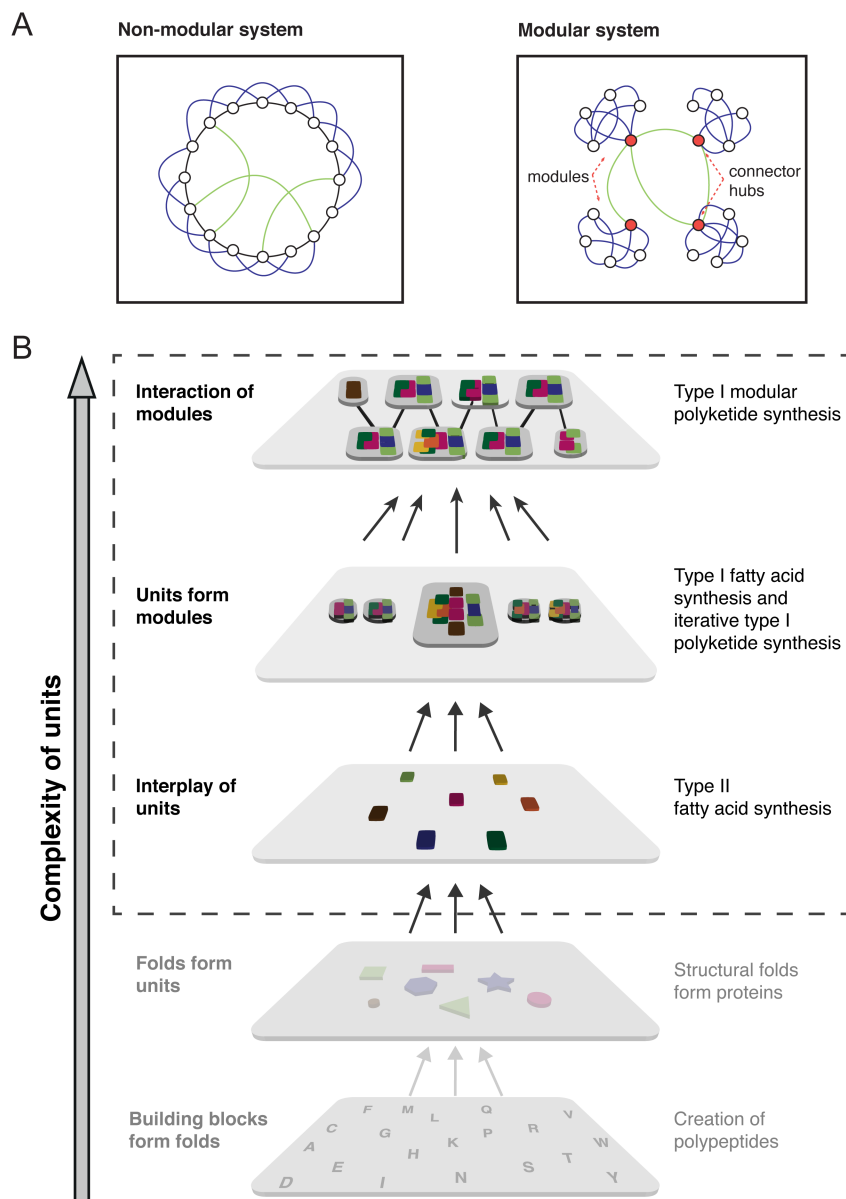 A
Non-modular system
Modular system
modules
connector
hubs
B
Complexity of units
Interaction of
modules
Type I modular
polyketide synthesis
Units form
modules
Type I fatty acid
synthesis and
iterative type I
polyketide synthesis
Interplay of
units
Type II
fatty acid synthesis
Folds form
units
Structural folds
form proteins
Building blocks
form folds
F M L Q V
C G K P R W
A H T
D E I N S Y
Creation of
polypeptides